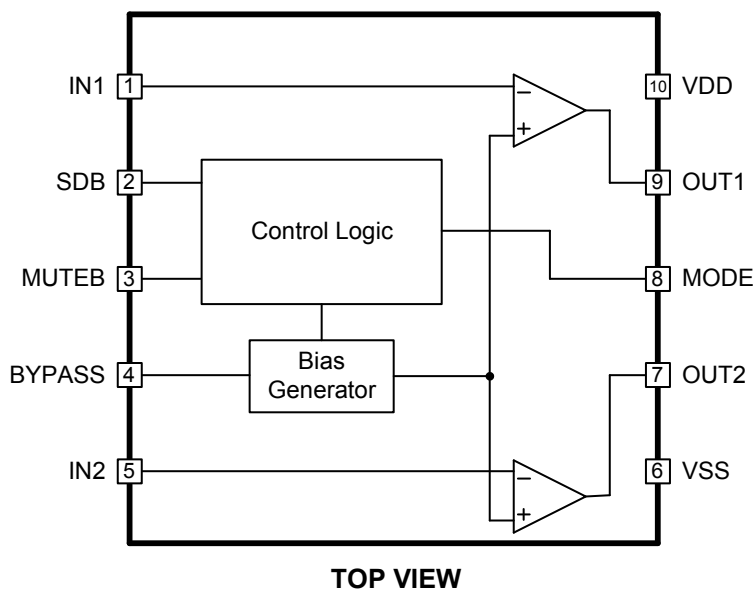 IN1 1
− +
10 VDD
SDB 2
Control Logic
9 OUT1
MUTEB 3
8 MODE
BYPASS 4
Bias
Generator
7 OUT2
IN2 5
− +
6 VSS
TOP VIEW